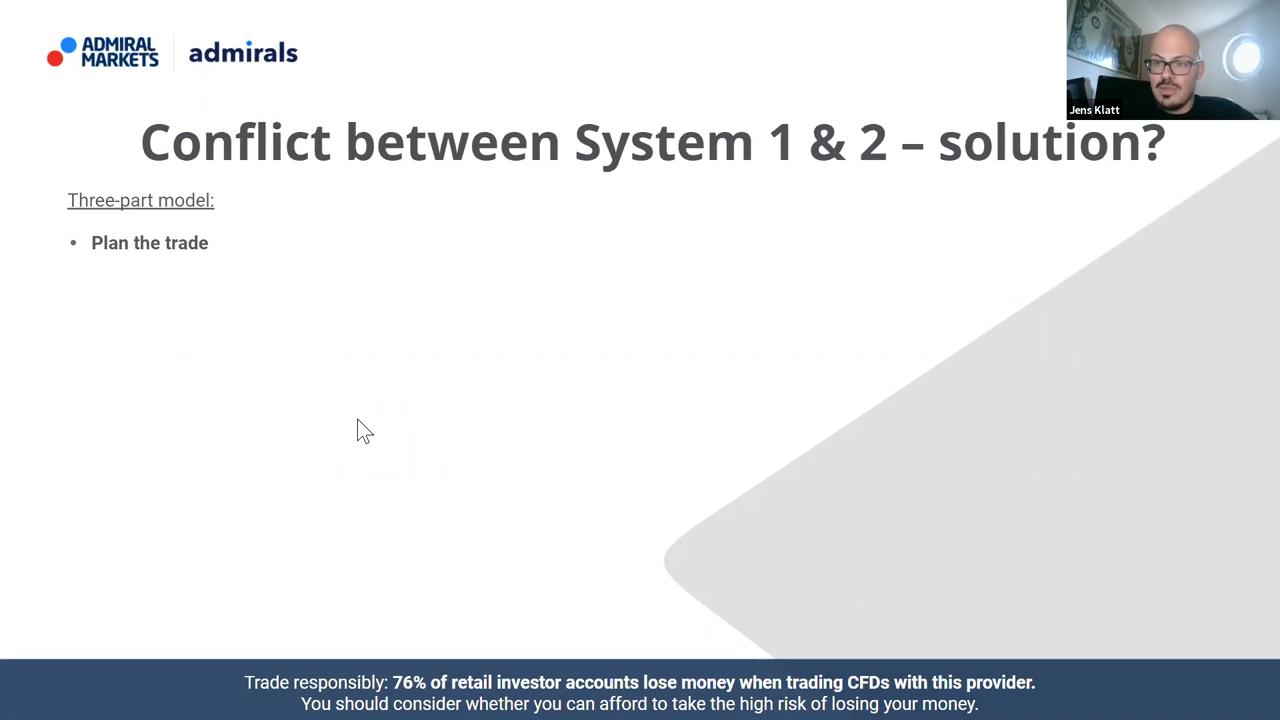 ADMIRAL
MARKETS
admirals
Jens Klatt
Conflict between System 1 & 2 – solution?
Three-part model:
• Plan the trade
Trade responsibly: 76% of retail investor accounts lose money when trading CFDs with this provider.
You should consider whether you can afford to take the high risk of losing your money.